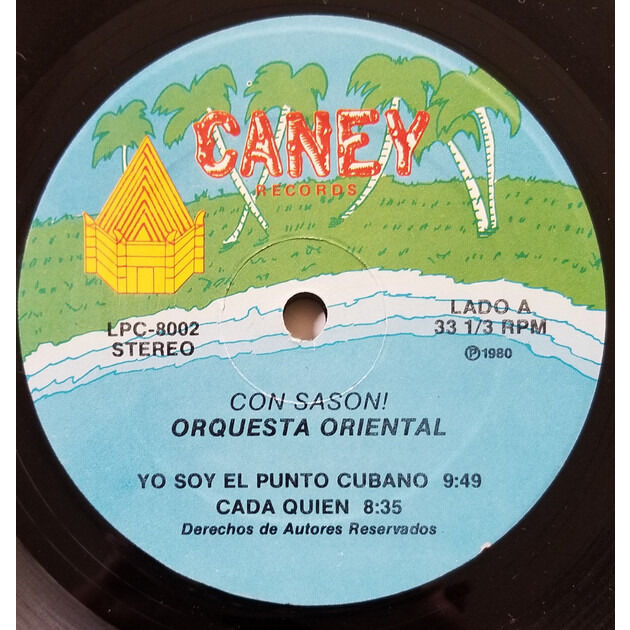 CANEY
RECORDS
LPC-8002
STEREO
LADO A
33 1/3 RPM
℗1980
CON SASON!
ORQUESTA ORIENTAL
YO SOY EL PUNTO CUBANO 9:49
CADA QUIEN 8:35
Derechos de Autores Reservados